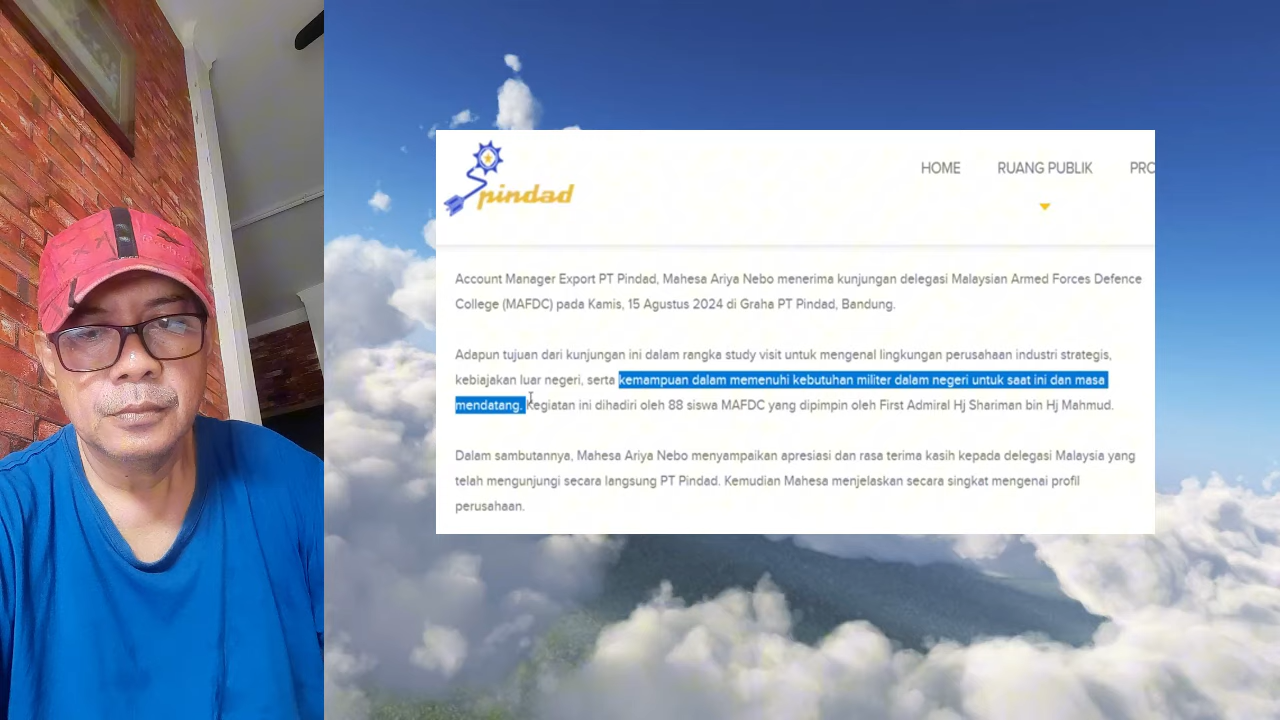 pindad
HOME RUANG PUBLIK PRO
Account Manager Export PT Pindad, Mahesa Ariya Nebo menerima kunjungan delegasi Malaysian Armed Forces Defence
College (MAFDC) pada Kamis, 15 Agustus 2024 di Graha PT Pindad, Bandung.
Adapun tujuan dari kunjungan ini dalam rangka study visit untuk mengenal lingkungan perusahaan industri strategis,
kebiajakan luar negeri, serta kemampuan dalam memenuhi kebutuhan militer dalam negeri untuk saat ini dan masa
mendatang. Kegiatan ini dihadiri oleh 88 siswa MAFDC yang dipimpin oleh First Admiral Hj Shariman bin Hj Mahmud.
Dalam sambutannya, Mahesa Ariya Nebo menyampaikan apresiasi dan rasa terima kasih kepada delegasi Malaysia yang
telah mengunjungi secara langsung PT Pindad. Kemudian Mahesa menjelaskan secara singkat mengenai profil
perusahaan.